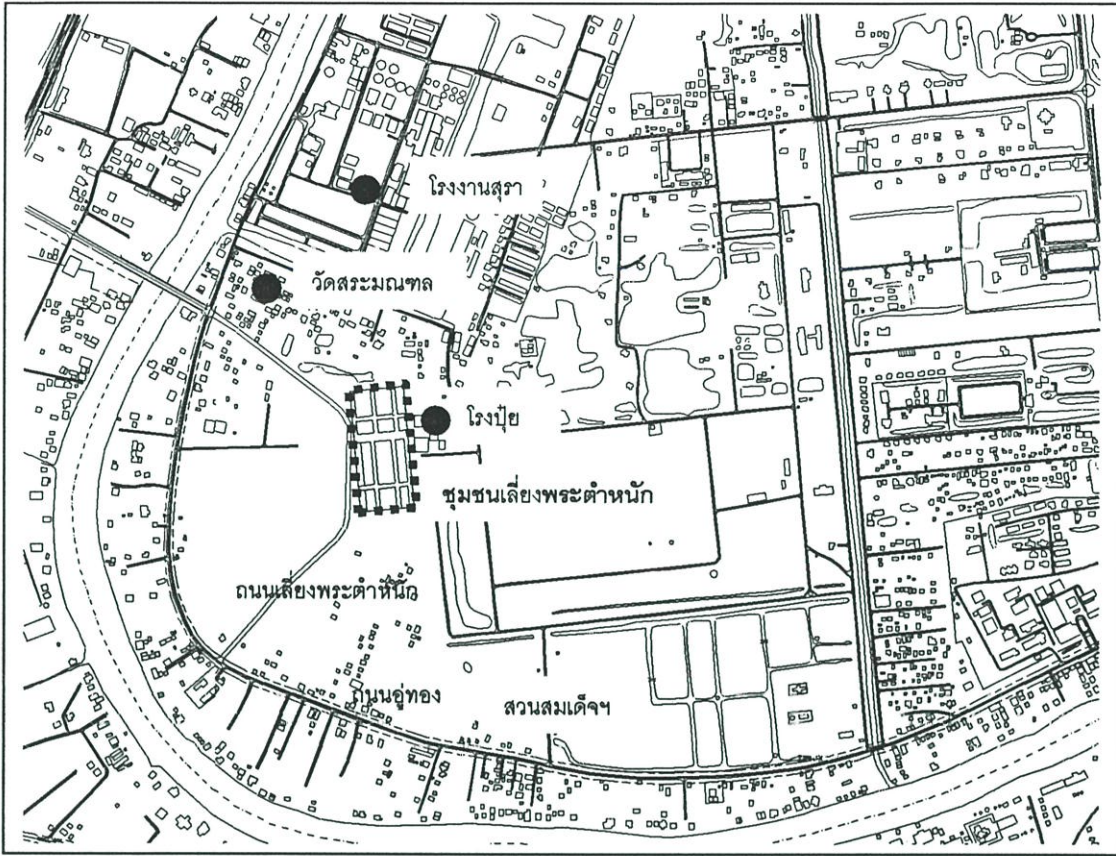 โรงงานสุรา
วัดสระมณฑล
โรงปุ๋ย
ชุมชนเลี่ยงพระตำหนัก
ถนนเลี่ยงพระตำหนัก
ถนนอู่ทอง
สวนสมเด็จฯ